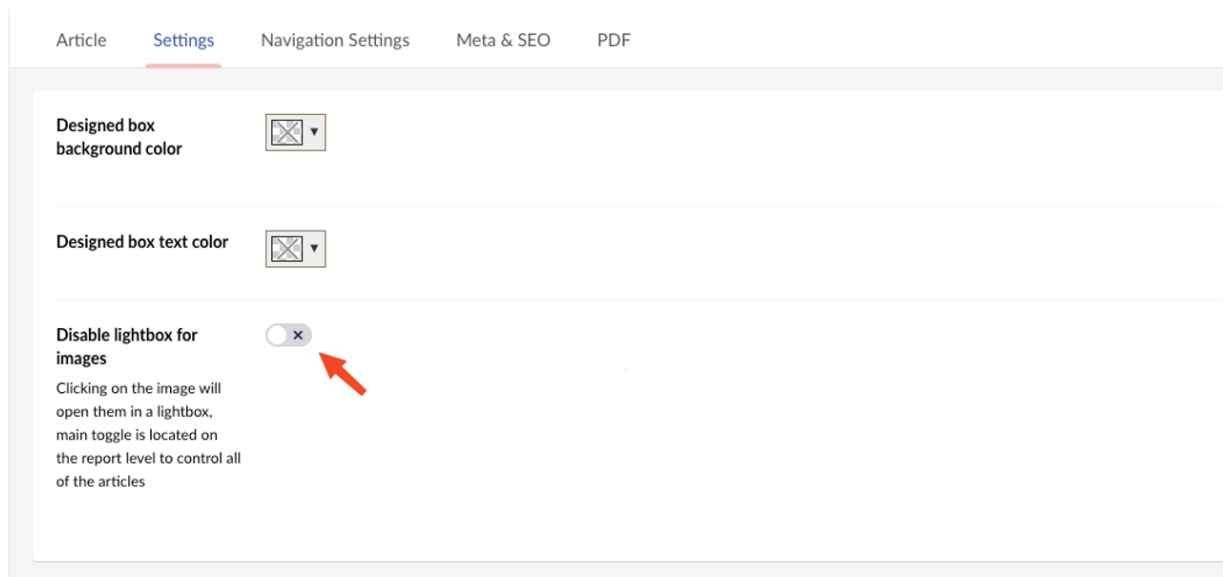 Article Settings Navigation Settings Meta & SEO PDF
Designed box
background color
Designed box text color
Disable lightbox for
images
Clicking on the image will
open them in a lightbox,
main toggle is located on
the report level to control all
of the articles